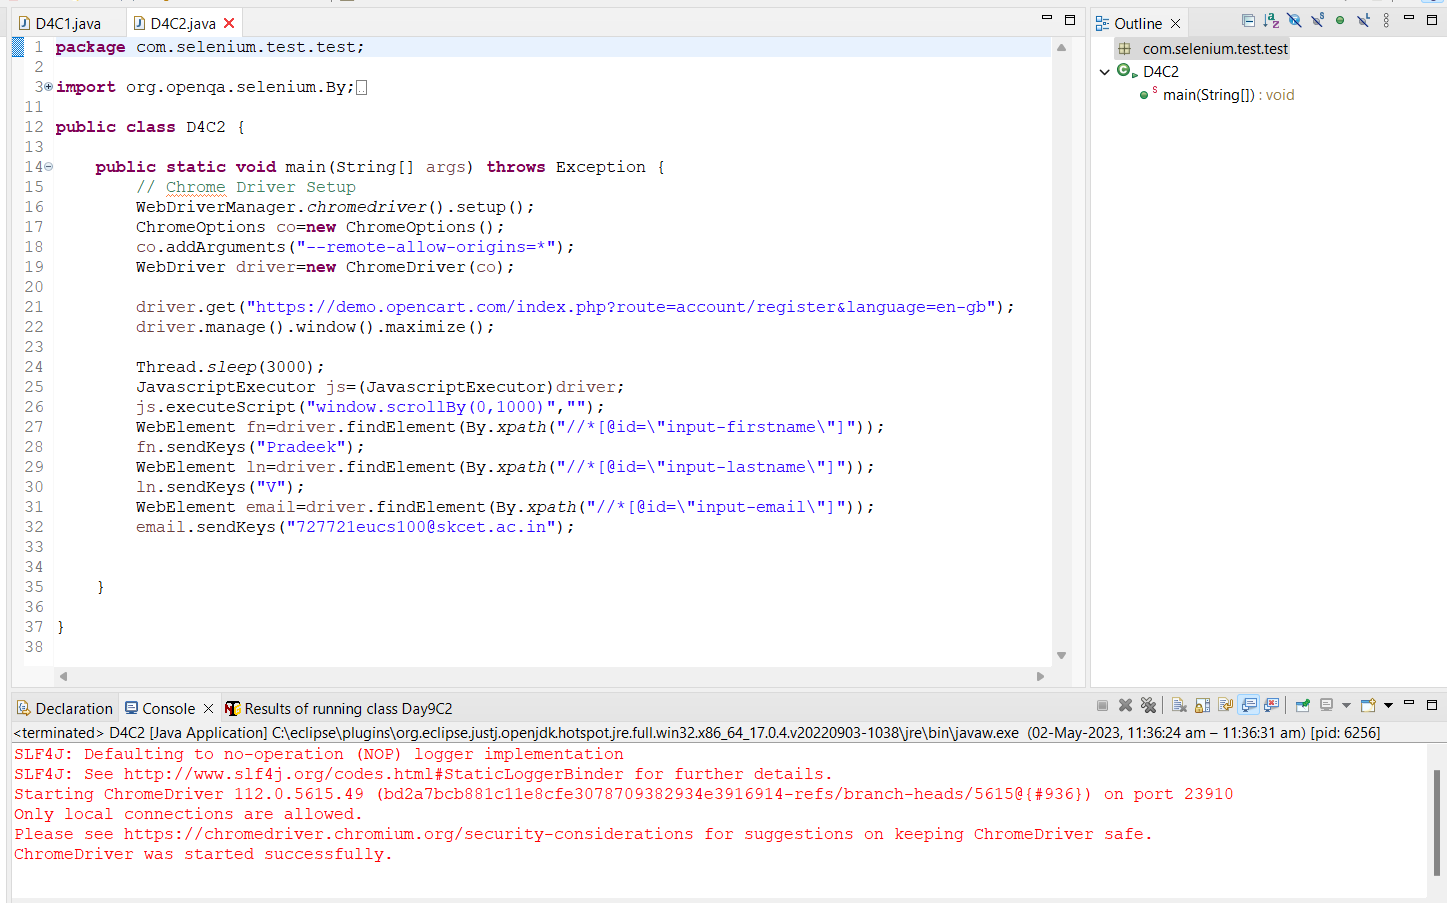 D4C1.java
D4C2.java
1 package com.selenium.test.test;
2
3 import org.openqa.selenium.By;
11
12 public class D4C2 {
13
14 public static void main(String[] args) throws Exception {
15 // Chrome Driver Setup
16 WebDriverManager.chromedriver().setup();
17 ChromeOptions co=new ChromeOptions();
18 co.addArguments("--remote-allow-origins=*");
19 WebDriver driver=new ChromeDriver(co);
20
21 driver.get("https://demo.opencart.com/index.php?route=account/register&language=en-gb");
22 driver.manage().window().maximize();
23
24 Thread.sleep(3000);
25 JavascriptExecutor js=(JavascriptExecutor)driver;
26 js.executeScript("window.scrollBy(0,1000)","");
27 WebElement fn=driver.findElement(By.xpath("//*[@id=\"input-firstname\"]"));
28 fn.sendKeys("Pradeek");
29 WebElement ln=driver.findElement(By.xpath("//*[@id=\"input-lastname\"]"));
30 ln.sendKeys("V");
31 WebElement email=driver.findElement(By.xpath("//*[@id=\"input-email\"]"));
32 email.sendKeys("727721eucs100@skcet.ac.in");
33
34
35 }
36
37 }
38
Outline
com.selenium.test.test
D4C2
main(String[]) : void
Declaration
Console
Results of running class Day9C2
<terminated> D4C2 [Java Application] C:\eclipse\plugins\org.eclipse.justj.openjdk.hotspot.jre.full.win32.x86_64_17.0.4.v20220903-1038\jre\bin\javaw.exe (02-May-2023, 11:36:24 am – 11:36:31 am) [pid: 6256]
SLF4J: Defaulting to no-operation (NOP) logger implementation
SLF4J: See http://www.slf4j.org/codes.html#StaticLoggerBinder for further details.
Starting ChromeDriver 112.0.5615.49 (bd2a7bcb881c11e8cfe3078709382934e3916914-refs/branch-heads/5615@{#936}) on port 23910
Only local connections are allowed.
Please see https://chromedriver.chromium.org/security-considerations for suggestions on keeping ChromeDriver safe.
ChromeDriver was started successfully.